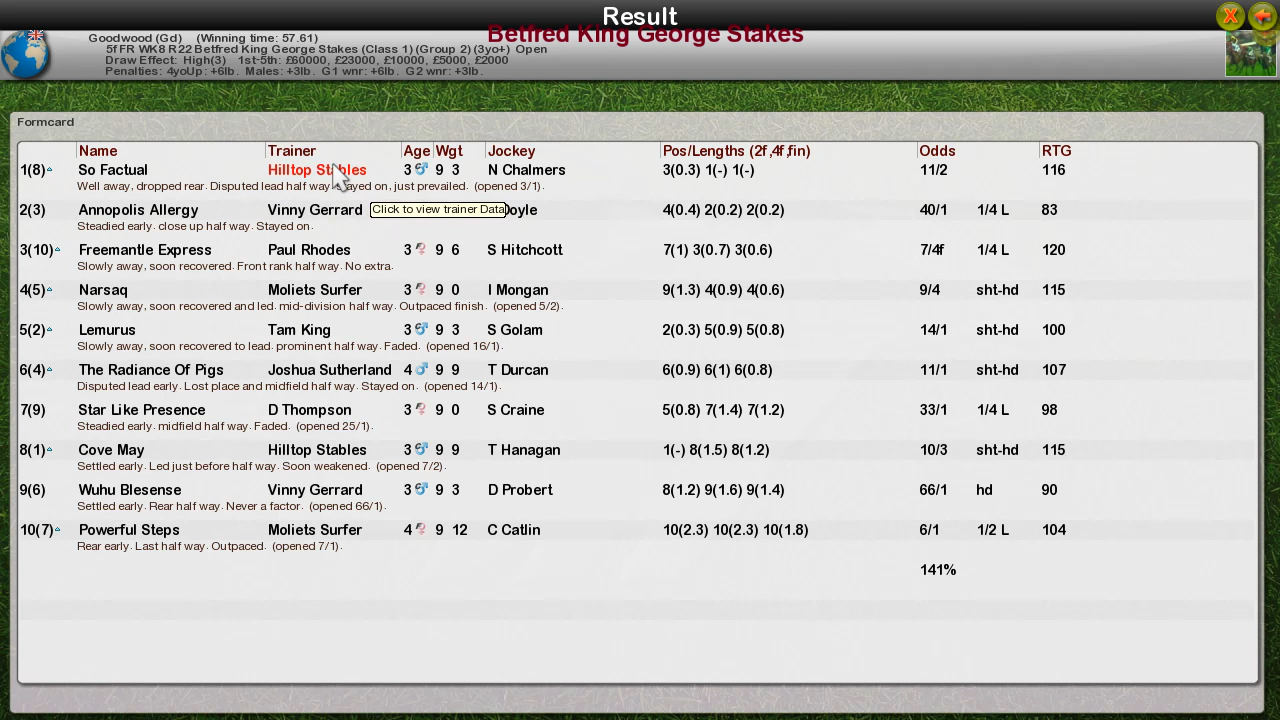 Result
Betfred King George Stakes
Goodwood (Gd) (Winning time: 57.61)
5f FR WK8 R22 Betfred King George Stakes (Class 1) (Group 2) (3yo+) Open
Draw Effect: High(3) 1st-5th: £60000, £23000, £10000, £5000, £2000
Penalties: 4yoUp: +6lb. Males: +3lb. G1 wnr: +6lb. G2 wnr: +3lb.
Formcard
Name Trainer Age Wgt Jockey Pos/Lengths (2f,4f,fin) Odds RTG
1(8) So Factual Hilltop Stables 3 9 3 N Chalmers 3(0.3) 1(-) 1(-) 11/2 116
Well away, dropped rear. Disputed lead half way. Stayed on, just prevailed. (opened 3/1).
2(3) Annopolis Allergy Vinny Gerrard oyle 4(0.4) 2(0.2) 2(0.2) 40/1 1/4 L 83
Click to view trainer Data
Steadied early. close up half way. Stayed on.
3(10) Freemantle Express Paul Rhodes 3 9 6 S Hitchcott 7(1) 3(0.7) 3(0.6) 7/4f 1/4 L 120
Slowly away, soon recovered. Front rank half way. No extra.
4(5) Narsaq Moliets Surfer 3 9 0 I Mongan 9(1.3) 4(0.9) 4(0.6) 9/4 sht-hd 115
Slowly away, soon recovered and led. mid-division half way. Outpaced finish. (opened 5/2).
5(2) Lemurus Tam King 3 9 3 S Golam 2(0.3) 5(0.9) 5(0.8) 14/1 sht-hd 100
Slowly away, soon recovered to lead. prominent half way. Faded. (opened 16/1).
6(4) The Radiance Of Pigs Joshua Sutherland 4 9 9 T Durcan 6(0.9) 6(1) 6(0.8) 11/1 sht-hd 107
Disputed lead early. Lost place and midfield half way. Stayed on. (opened 14/1).
7(9) Star Like Presence D Thompson 3 9 0 S Craine 5(0.8) 7(1.4) 7(1.2) 33/1 1/4 L 98
Steadied early. midfield half way. Faded. (opened 25/1).
8(1) Cove May Hilltop Stables 3 9 9 T Hanagan 1(-) 8(1.5) 8(1.2) 10/3 sht-hd 115
Settled early. Led just before half way. Soon weakened. (opened 7/2).
9(6) Wuhu Blesense Vinny Gerrard 3 9 3 D Probert 8(1.2) 9(1.6) 9(1.4) 66/1 hd 90
Settled early. Rear half way. Never a factor. (opened 66/1).
10(7) Powerful Steps Moliets Surfer 4 9 12 C Catlin 10(2.3) 10(2.3) 10(1.8) 6/1 1/2 L 104
Rear early. Last half way. Outpaced. (opened 7/1).
141%